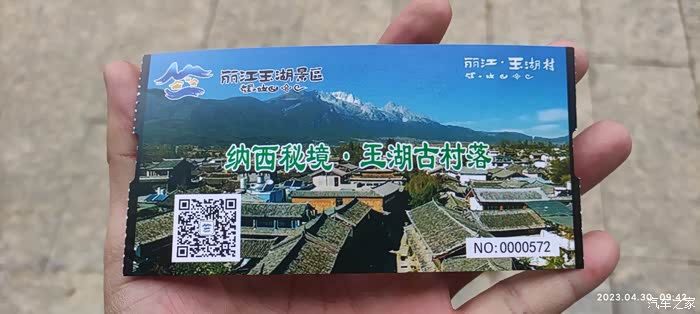 丽江玉湖景区
丽江·玉湖村
纳西秘境·玉湖古村落
NO:0000572
2023.04.30 09:42
汽车之家